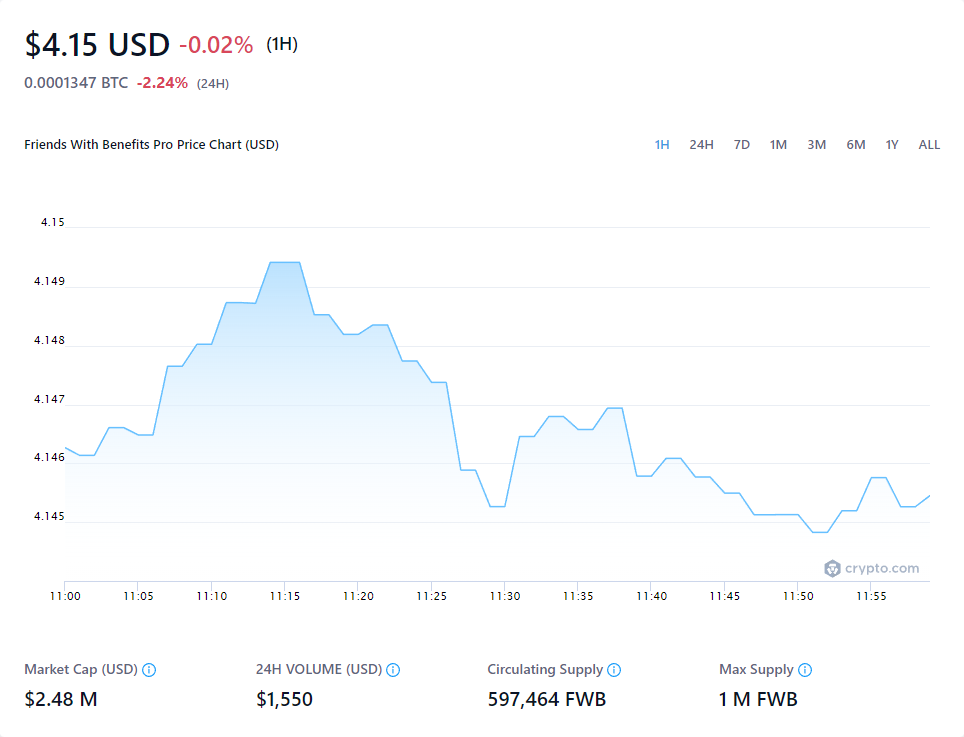 $4.15 USD -0.02% (1H)
0.0001347 BTC -2.24% (24H)
Friends With Benefits Pro Price Chart (USD) 1H 24H 7D 1M 3M 6M 1Y ALL
4.15
4.149
4.148
4.147
4.146
4.145
crypto.com
11:00 11:05 11:10 11:15 11:20 11:25 11:30 11:35 11:40 11:45 11:50 11:55
Market Cap (USD) 24H VOLUME (USD) Circulating Supply Max Supply
$2.48 M $1,550 597,464 FWB 1 M FWB